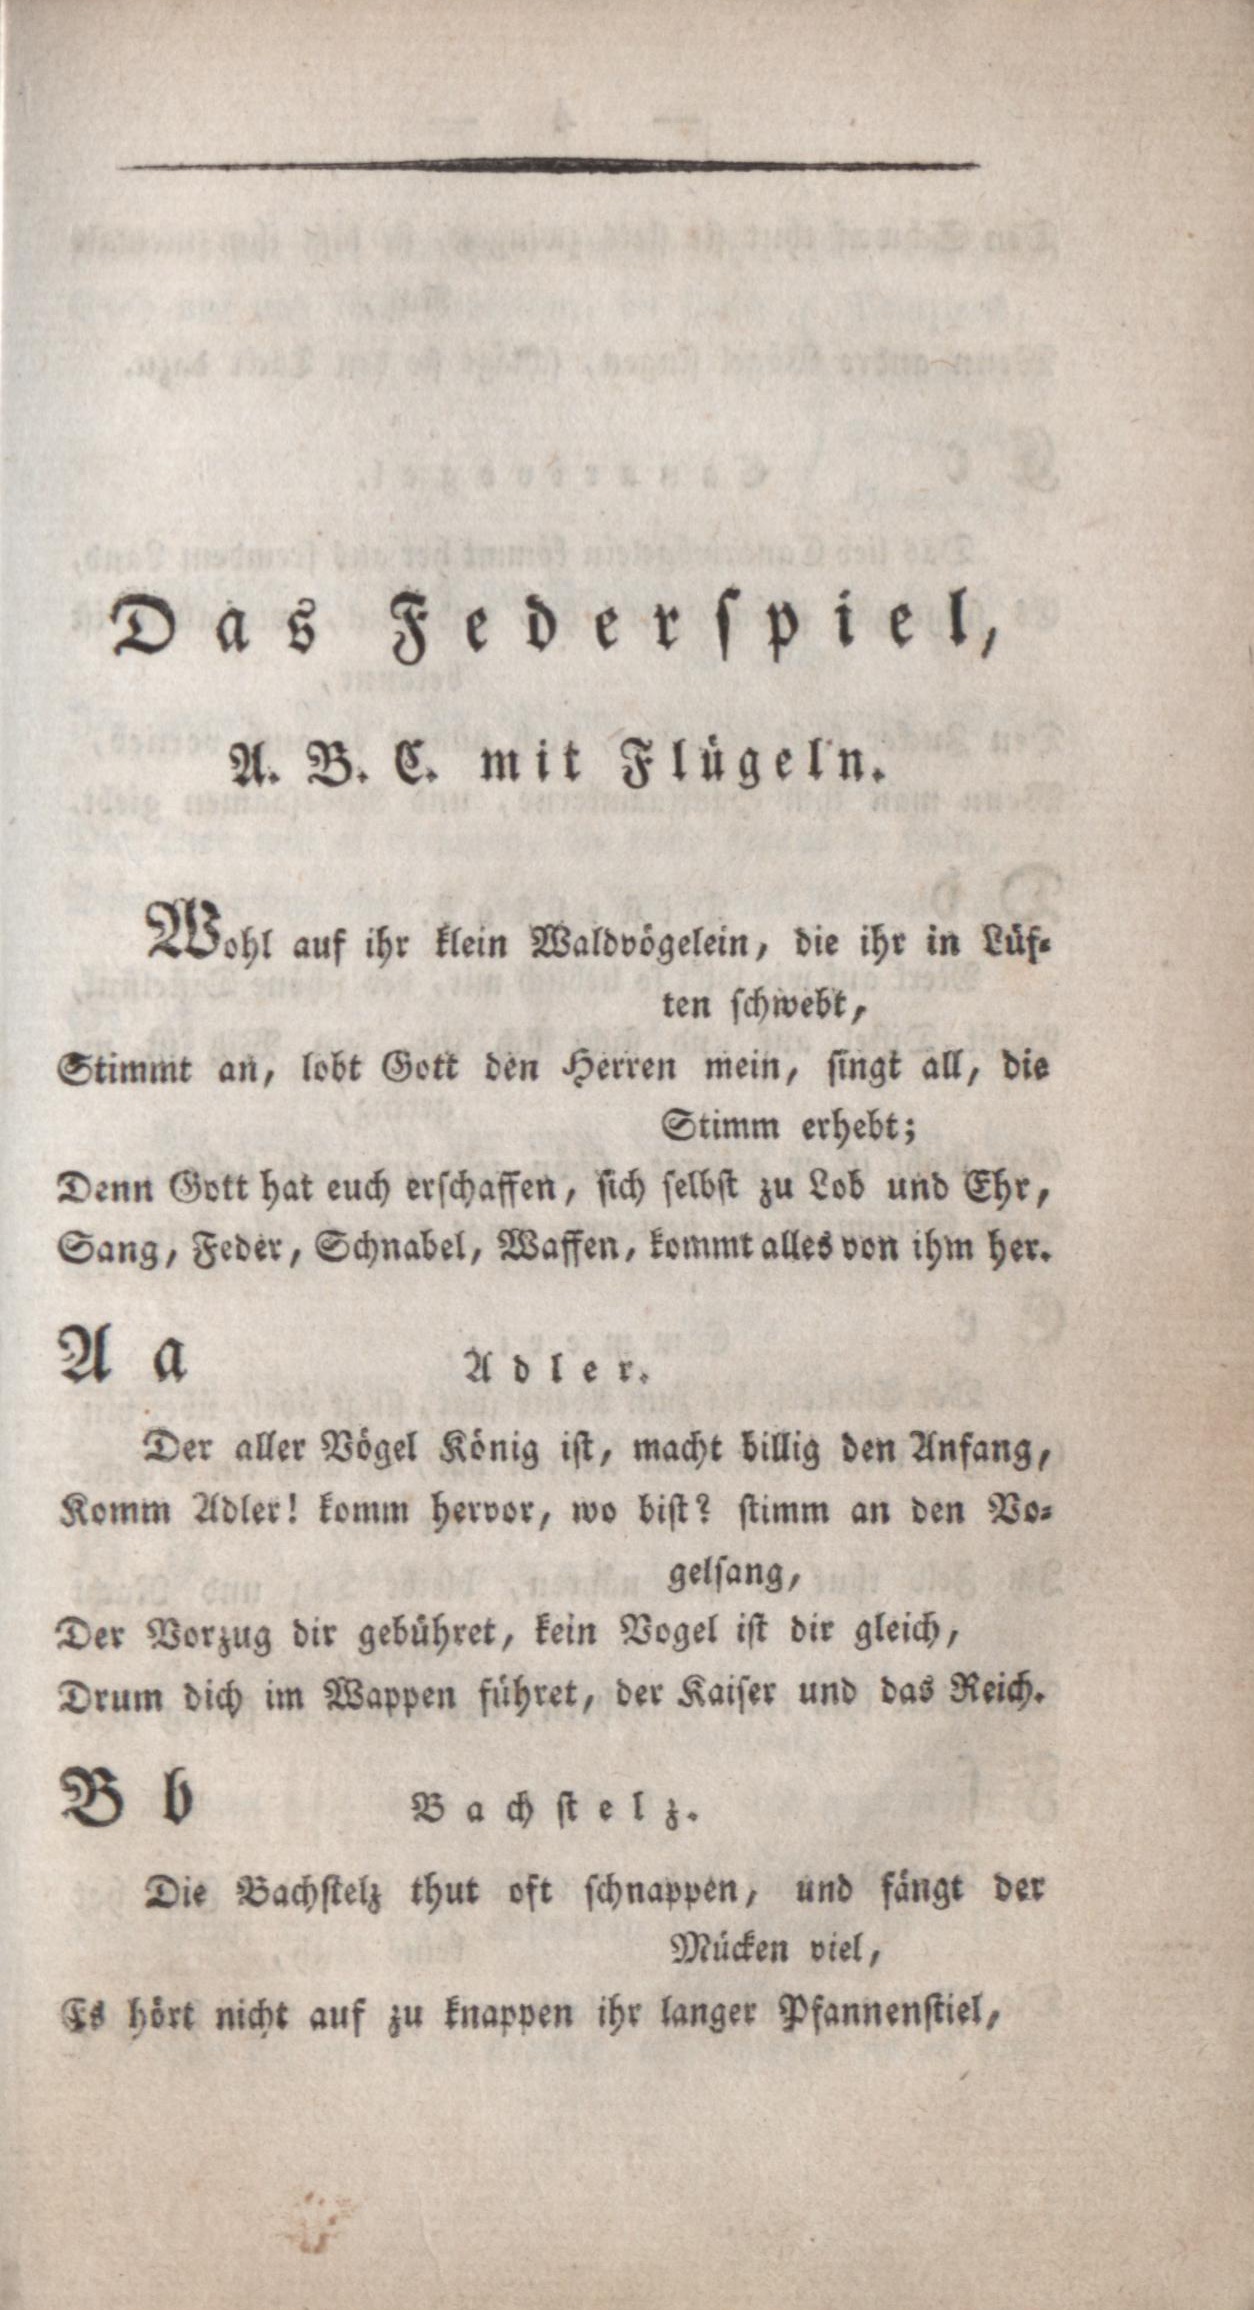 Das Federspiel,
A. B. C. mit Flügeln.
Wohl auf ihr klein Waldvögelein, die ihr in Lüf-
ten schwebt,
Stimmt an, lobt Gott den Herren mein, singt all, die
Stimm erhebt;
Denn Gott hat euch erschaffen, sich selbst zu Lob und Ehr,
Sang, Feder, Schnabel, Waffen, kommt alles von ihm her.
A a Adler.
Der aller Vögel König ist, macht billig den Anfang,
Komm Adler! komm hervor, wo bist? stimm an den Vo-
gelsang,
Der Vorzug dir gebühret, kein Vogel ist dir gleich,
Drum dich im Wappen führet, der Kaiser und das Reich.
B b Bachstelz.
Die Bachstelz thut oft schnappen, und fängt der
Mücken viel,
Es hört nicht auf zu knappen ihr langer Pfannenstiel,